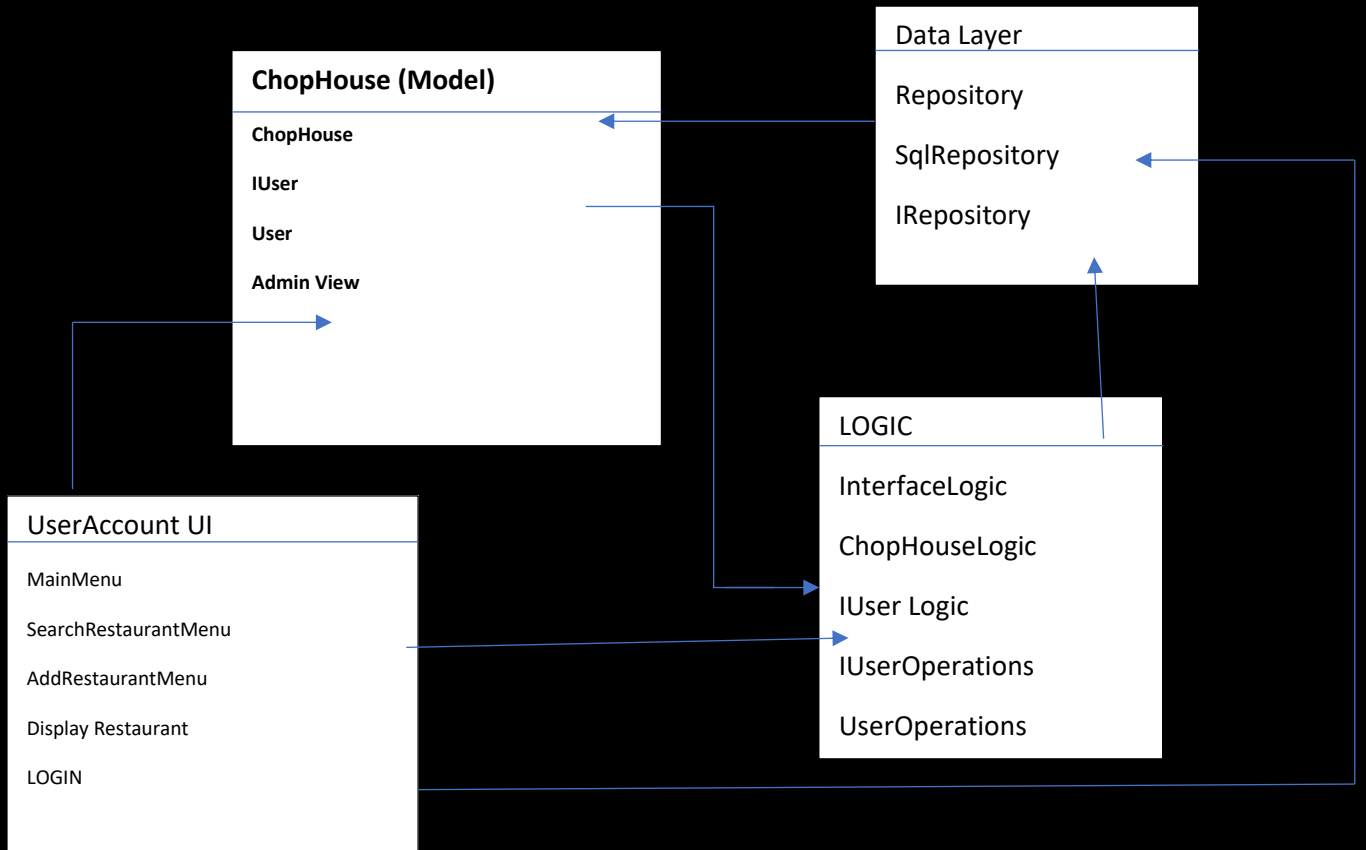 ChopHouse (Model)
ChopHouse
IUser
User
Admin View
Data Layer
Repository
SqlRepository
IRepository
UserAccount UI
MainMenu
SearchRestaurantMenu
AddRestaurantMenu
Display Restaurant
LOGIN
LOGIC
InterfaceLogic
ChopHouseLogic
IUser Logic
IUserOperations
UserOperations